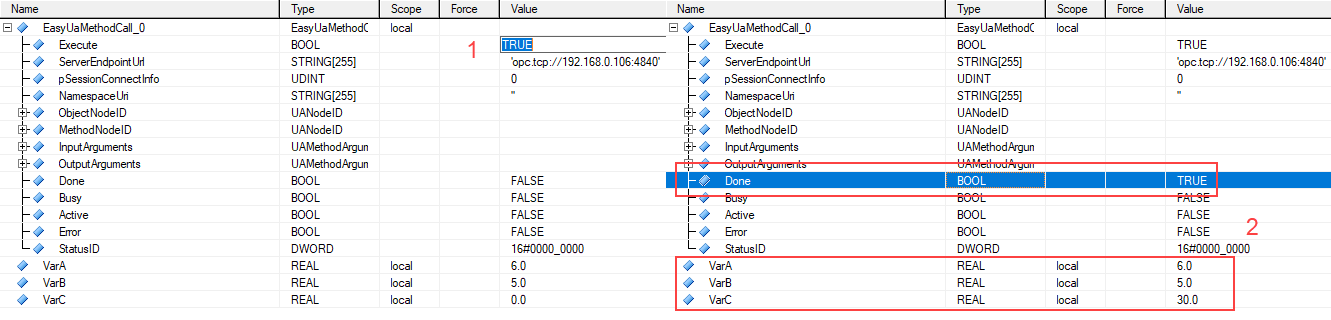 Name Type Scope Force Value Name Type Scope Force Value
EasyUaMethodCall_0 EasyUaMethodC local EasyUaMethodCall_0 EasyUaMethodC local
Execute BOOL 1 TRUE Execute BOOL TRUE
ServerEndpointUrl STRING[255] 'opc.tcp://192.168.0.106:4840' ServerEndpointUrl STRING[255] 'opc.tcp://192.168.0.106:4840'
pSessionConnectInfo UDINT 0 pSessionConnectInfo UDINT 0
NamespaceUri STRING[255] '' NamespaceUri STRING[255] ''
ObjectNodeID UANodeID ObjectNodeID UANodeID
MethodNodeID UANodeID MethodNodeID UANodeID
InputArguments UAMethodArgun InputArguments UAMethodArgun
OutputArguments UAMethodArgun OutputArguments UAMethodArgun
Done BOOL FALSE Done BOOL TRUE
Busy BOOL FALSE Busy BOOL FALSE
Active BOOL FALSE Active BOOL FALSE
Error BOOL FALSE Error BOOL FALSE 2
StatusID DWORD 16#0000_0000 StatusID DWORD 16#0000_0000
VarA REAL local 6.0 VarA REAL local 6.0
VarB REAL local 5.0 VarB REAL local 5.0
VarC REAL local 0.0 VarC REAL local 30.0